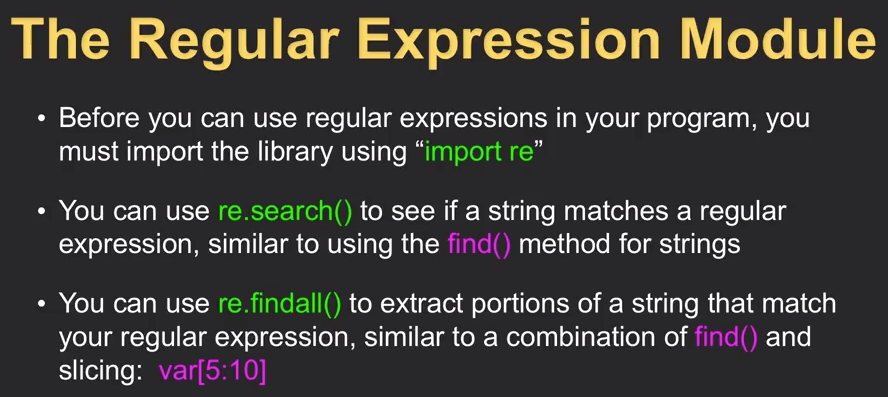 The Regular Expression Module
• Before you can use regular expressions in your program, you
must import the library using “import re”
• You can use re.search() to see if a string matches a regular
expression, similar to using the find() method for strings
• You can use re.findall() to extract portions of a string that match
your regular expression, similar to a combination of find() and
slicing: var[5:10]